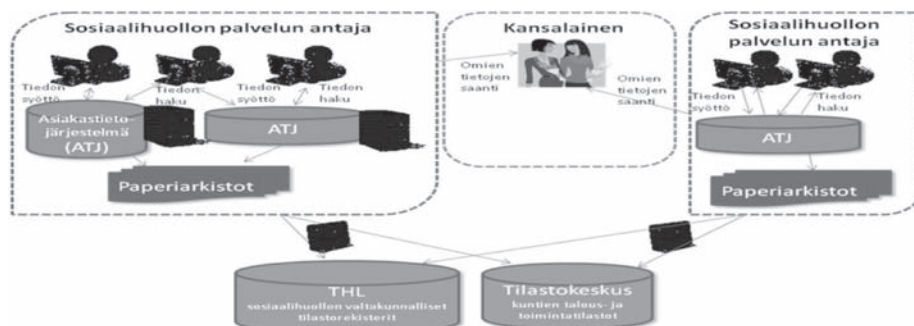 Sosiaalihuollon palvelun antaja
Tiedon
syöttö
Tiedon
haku
Tiedon
syöttö
Tiedon
haku
Asiakastieto-
järjestelmä
(ATJ)
ATJ
Paperiarkistot
Kansalainen
Omien
tietojen
saanti
Omien
tietojen
saanti
Sosiaalihuollon
palvelun antaja
Tiedon
syöttö
Tiedon
haku
ATJ
Paperiarkistot
THL
sosiaalihuollon valtakunnalliset
tilastorekisterit
Tilastokeskus
kuntien talous- ja
toimintatilastot